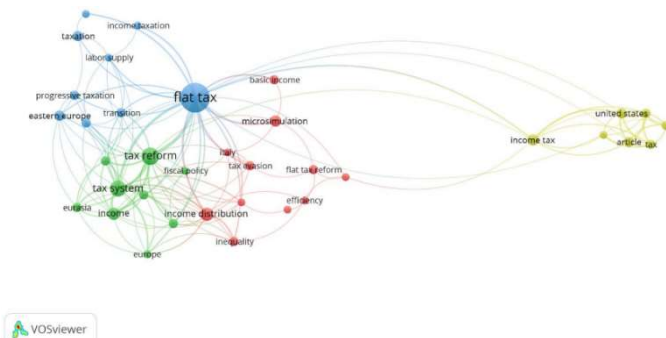 income taxation
taxation
labor supply
progressive taxation
eastern europe
transition
flat tax
basic income
microsimulation
united states
income tax
article
tax
tax reform
italy
tax evasion
fiscal policy
flat tax reform
tax system
eurasia
income
income distribution
efficiency
inequality
europe
VOSviewer